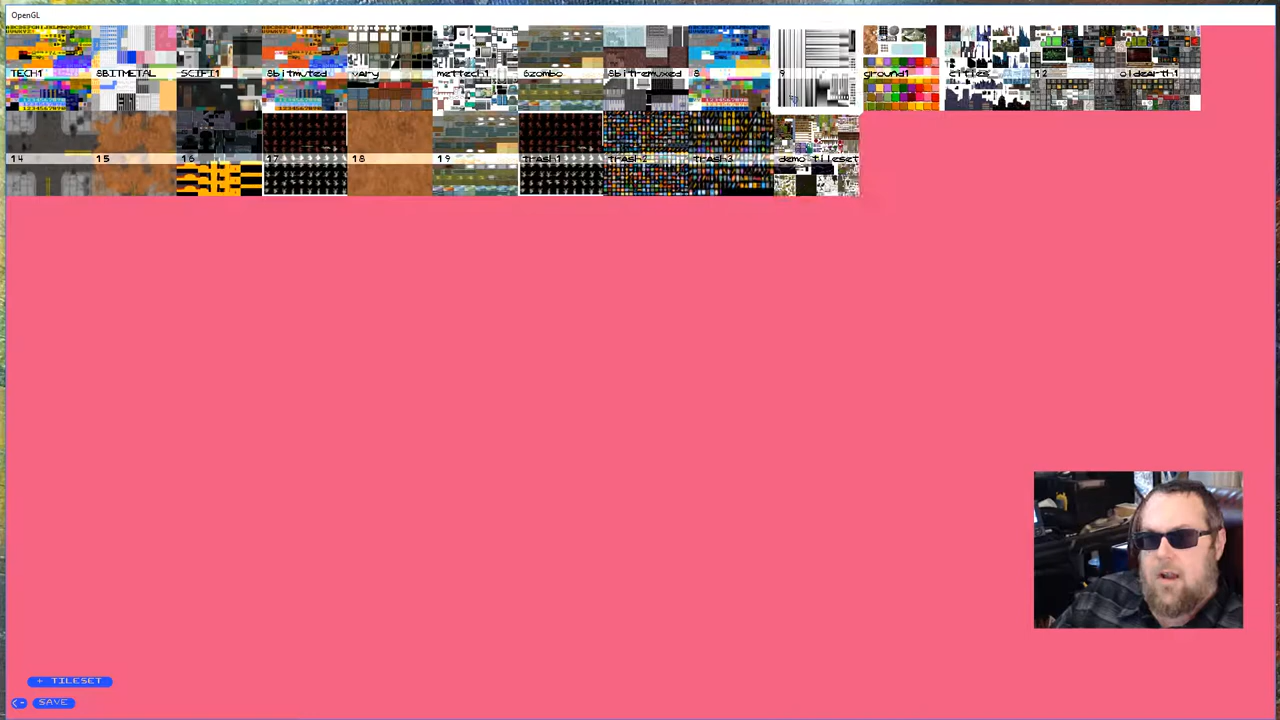 OpenGL
TECH1 8BITMETAL SCIFI1 8bitmuted vary mettech1 6zombo 8bitremuxed 8 9 ground1 cities 12 oldearth1
14 15 16 17 18 19 trash1 trash2 trash3 demo tileset
+ TILESET
<- SAVE